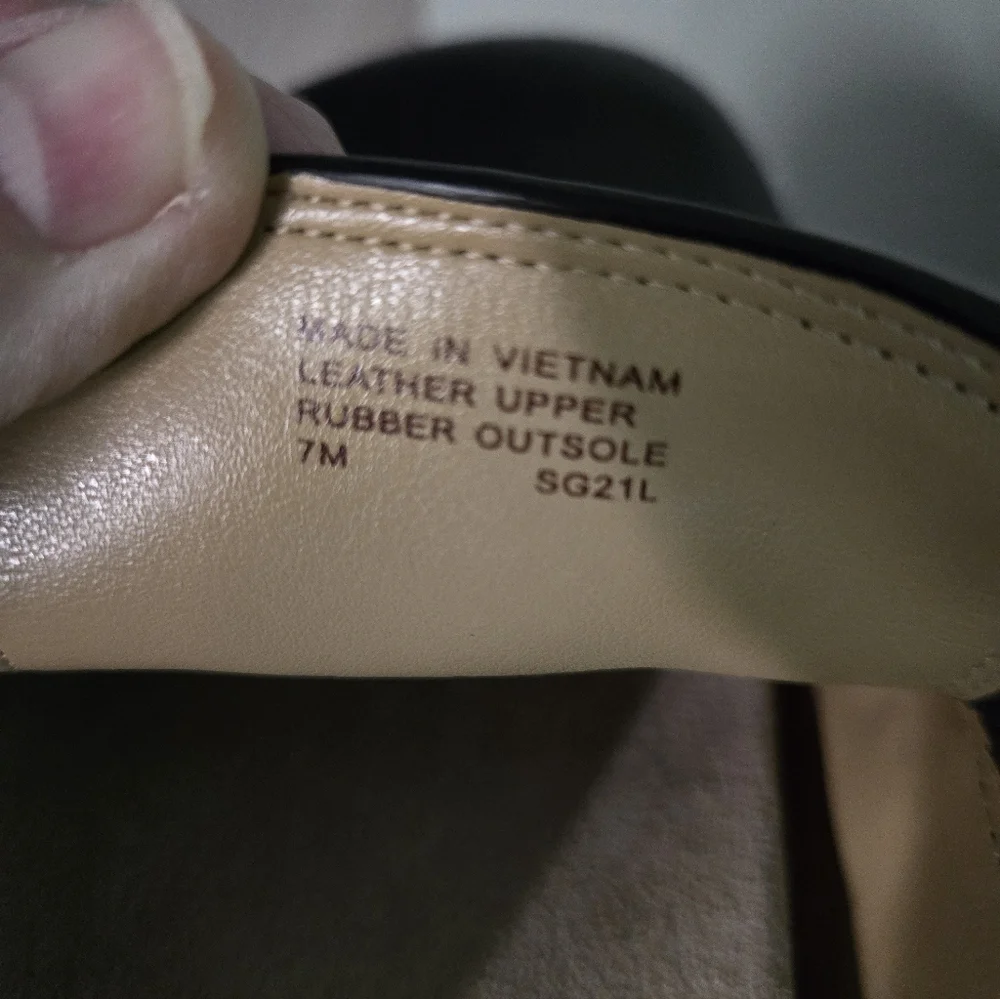 MADE IN VIETNAM
LEATHER UPPER
RUBBER OUTSOLE
7M SG21L